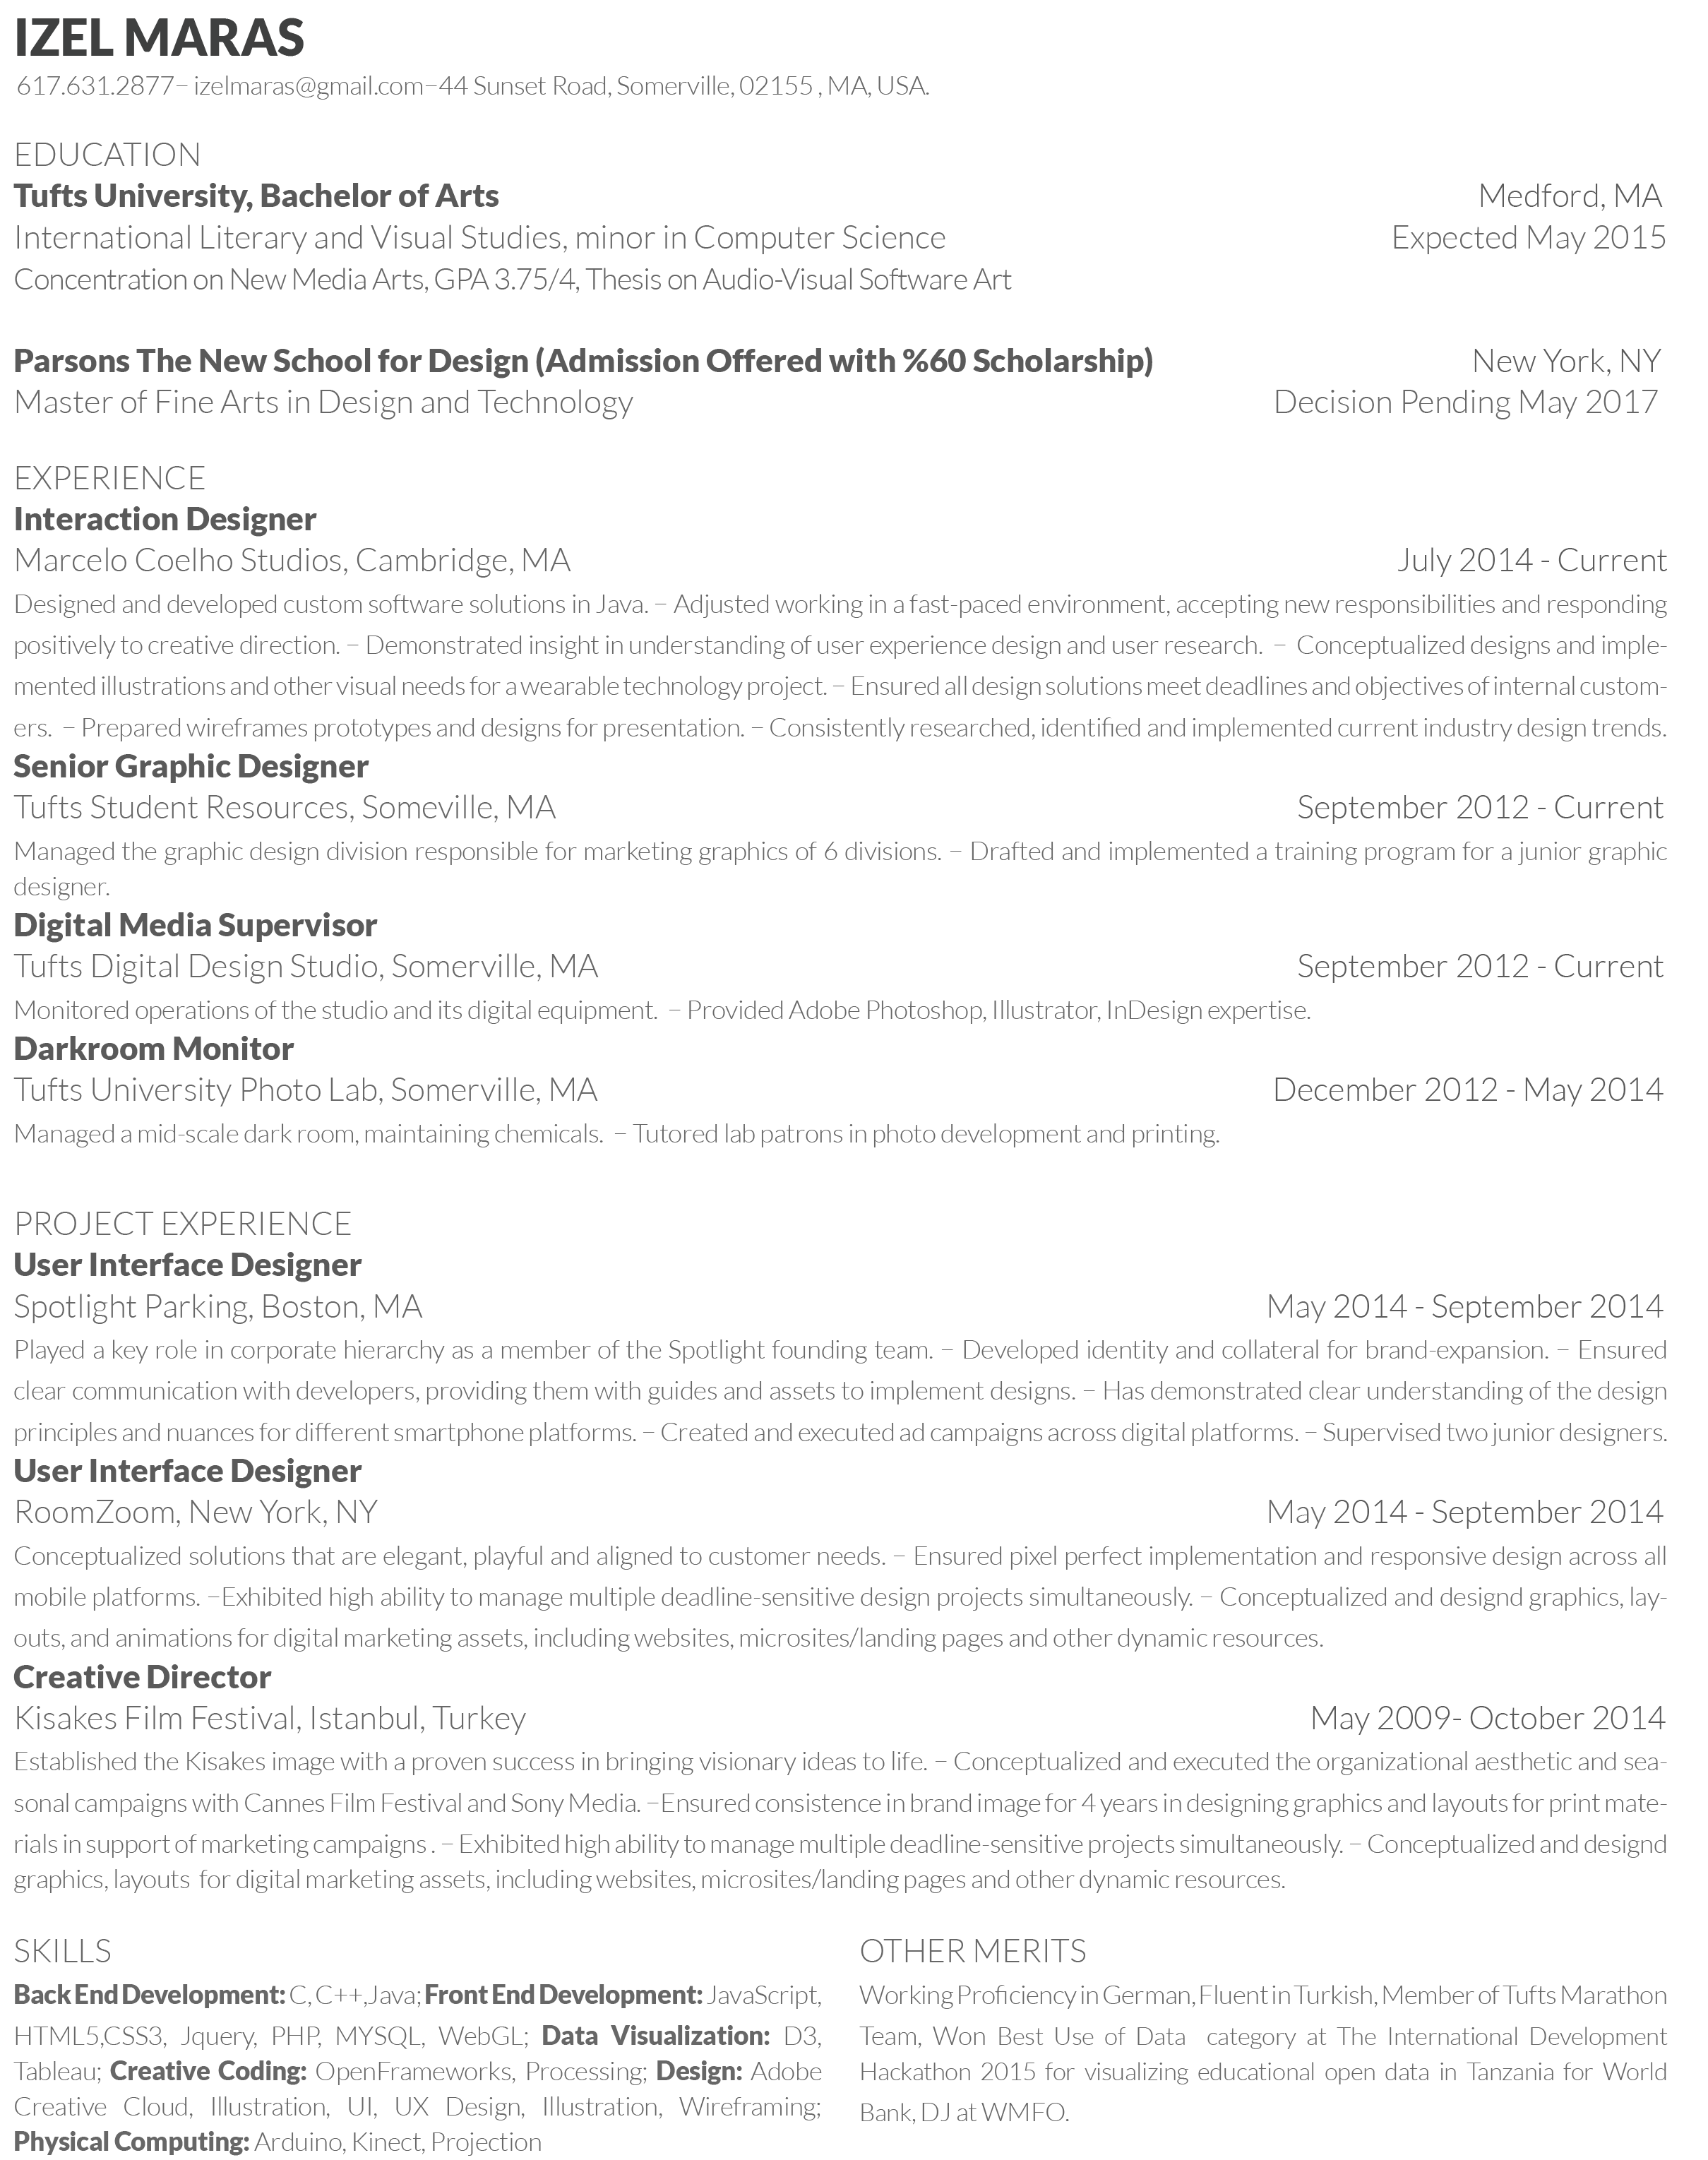 IZEL MARAS
617.631.2877– izelmaras@gmail.com–44 Sunset Road, Somerville, 02155 , MA, USA.
EDUCATION
Tufts University, Bachelor of Arts Medford, MA
International Literary and Visual Studies, minor in Computer Science Expected May 2015
Concentration on New Media Arts, GPA 3.75/4, Thesis on Audio-Visual Software Art
Parsons The New School for Design (Admission Offered with %60 Scholarship) New York, NY
Master of Fine Arts in Design and Technology Decision Pending May 2017
EXPERIENCE
Interaction Designer
Marcelo Coelho Studios, Cambridge, MA July 2014 - Current
Designed and developed custom software solutions in Java. – Adjusted working in a fast-paced environment, accepting new responsibilities and responding
positively to creative direction. – Demonstrated insight in understanding of user experience design and user research. – Conceptualized designs and imple-
mented illustrations and other visual needs for a wearable technology project. – Ensured all design solutions meet deadlines and objectives of internal custom-
ers. – Prepared wireframes prototypes and designs for presentation. – Consistently researched, identified and implemented current industry design trends.
Senior Graphic Designer
Tufts Student Resources, Someville, MA September 2012 - Current
Managed the graphic design division responsible for marketing graphics of 6 divisions. – Drafted and implemented a training program for a junior graphic
designer.
Digital Media Supervisor
Tufts Digital Design Studio, Somerville, MA September 2012 - Current
Monitored operations of the studio and its digital equipment. – Provided Adobe Photoshop, Illustrator, InDesign expertise.
Darkroom Monitor
Tufts University Photo Lab, Somerville, MA December 2012 - May 2014
Managed a mid-scale dark room, maintaining chemicals. – Tutored lab patrons in photo development and printing.
PROJECT EXPERIENCE
User Interface Designer
Spotlight Parking, Boston, MA May 2014 - September 2014
Played a key role in corporate hierarchy as a member of the Spotlight founding team. – Developed identity and collateral for brand-expansion. – Ensured
clear communication with developers, providing them with guides and assets to implement designs. – Has demonstrated clear understanding of the design
principles and nuances for different smartphone platforms. – Created and executed ad campaigns across digital platforms. – Supervised two junior designers.
User Interface Designer
RoomZoom, New York, NY May 2014 - September 2014
Conceptualized solutions that are elegant, playful and aligned to customer needs. – Ensured pixel perfect implementation and responsive design across all
mobile platforms. –Exhibited high ability to manage multiple deadline-sensitive design projects simultaneously. – Conceptualized and designd graphics, lay-
outs, and animations for digital marketing assets, including websites, microsites/landing pages and other dynamic resources.
Creative Director
Kisakes Film Festival, Istanbul, Turkey May 2009- October 2014
Established the Kisakes image with a proven success in bringing visionary ideas to life. – Conceptualized and executed the organizational aesthetic and sea-
sonal campaigns with Cannes Film Festival and Sony Media. –Ensured consistence in brand image for 4 years in designing graphics and layouts for print mate-
rials in support of marketing campaigns . – Exhibited high ability to manage multiple deadline-sensitive projects simultaneously. – Conceptualized and designd
graphics, layouts for digital marketing assets, including websites, microsites/landing pages and other dynamic resources.
SKILLS
Back End Development: C, C++,Java; Front End Development: JavaScript,
HTML5,CSS3, Jquery, PHP, MYSQL, WebGL; Data Visualization: D3,
Tableau; Creative Coding: OpenFrameworks, Processing; Design: Adobe
Creative Cloud, Illustration, UI, UX Design, Illustration, Wireframing;
Physical Computing: Arduino, Kinect, Projection
OTHER MERITS
Working Proficiency in German, Fluent in Turkish, Member of Tufts Marathon
Team, Won Best Use of Data category at The International Development
Hackathon 2015 for visualizing educational open data in Tanzania for World
Bank, DJ at WMFO.